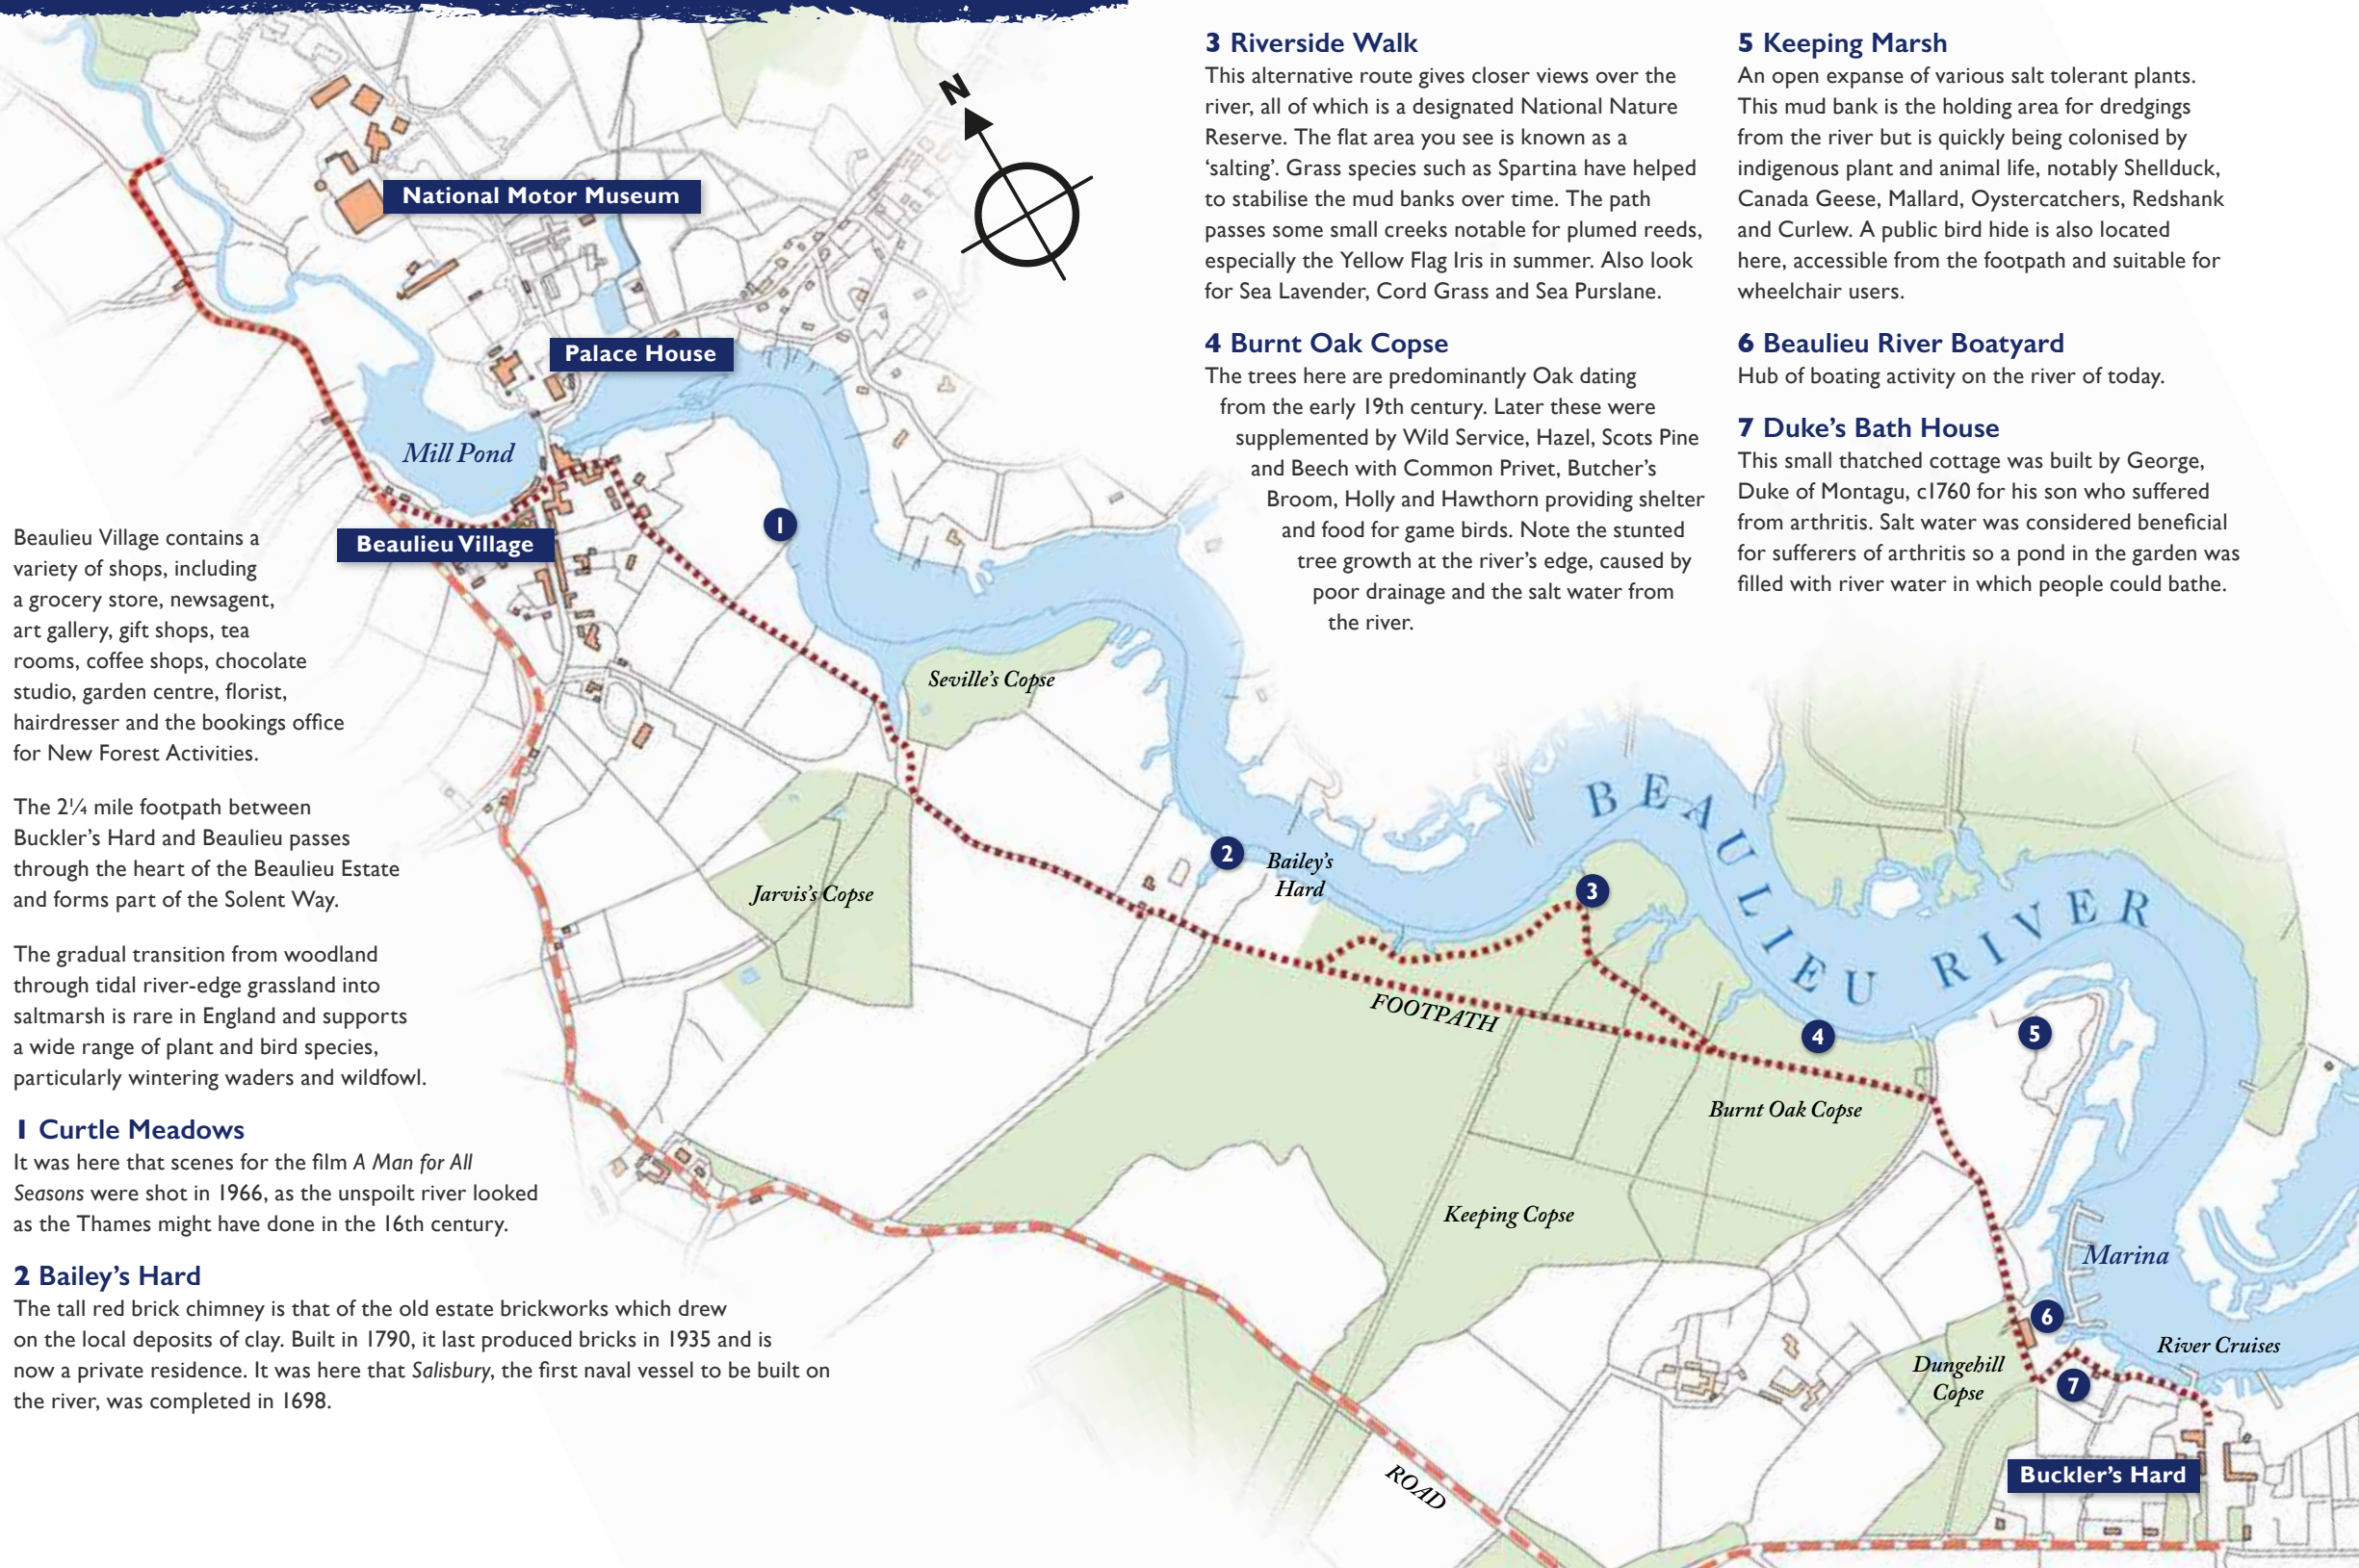 N
National Motor Museum
Palace House
Mill Pond
Beaulieu Village
Seville's Copse
Jarvis's Copse
Bailey's
Hard
FOOTPATH
BEAULIEU RIVER
Burnt Oak Copse
Keeping Copse
Marina
River Cruises
Dungehill
Copse
Buckler's Hard
ROAD
1
2
3
4
5
6
7
Beaulieu Village contains a
variety of shops, including
a grocery store, newsagent,
art gallery, gift shops, tea
rooms, coffee shops, chocolate
studio, garden centre, florist,
hairdresser and the bookings office
for New Forest Activities.
The 2¼ mile footpath between
Buckler's Hard and Beaulieu passes
through the heart of the Beaulieu Estate
and forms part of the Solent Way.
The gradual transition from woodland
through tidal river-edge grassland into
saltmarsh is rare in England and supports
a wide range of plant and bird species,
particularly wintering waders and wildfowl.
1 Curtle Meadows
It was here that scenes for the film A Man for All
Seasons were shot in 1966, as the unspoilt river looked
as the Thames might have done in the 16th century.
2 Bailey's Hard
The tall red brick chimney is that of the old estate brickworks which drew
on the local deposits of clay. Built in 1790, it last produced bricks in 1935 and is
now a private residence. It was here that Salisbury, the first naval vessel to be built on
the river, was completed in 1698.
3 Riverside Walk
This alternative route gives closer views over the
river, all of which is a designated National Nature
Reserve. The flat area you see is known as a
‘salting’. Grass species such as Spartina have helped
to stabilise the mud banks over time. The path
passes some small creeks notable for plumed reeds,
especially the Yellow Flag Iris in summer. Also look
for Sea Lavender, Cord Grass and Sea Purslane.
4 Burnt Oak Copse
The trees here are predominantly Oak dating
from the early 19th century. Later these were
supplemented by Wild Service, Hazel, Scots Pine
and Beech with Common Privet, Butcher's
Broom, Holly and Hawthorn providing shelter
and food for game birds. Note the stunted
tree growth at the river's edge, caused by
poor drainage and the salt water from
the river.
5 Keeping Marsh
An open expanse of various salt tolerant plants.
This mud bank is the holding area for dredgings
from the river but is quickly being colonised by
indigenous plant and animal life, notably Shellduck,
Canada Geese, Mallard, Oystercatchers, Redshank
and Curlew. A public bird hide is also located
here, accessible from the footpath and suitable for
wheelchair users.
6 Beaulieu River Boatyard
Hub of boating activity on the river of today.
7 Duke's Bath House
This small thatched cottage was built by George,
Duke of Montagu, c1760 for his son who suffered
from arthritis. Salt water was considered beneficial
for sufferers of arthritis so a pond in the garden was
filled with river water in which people could bathe.